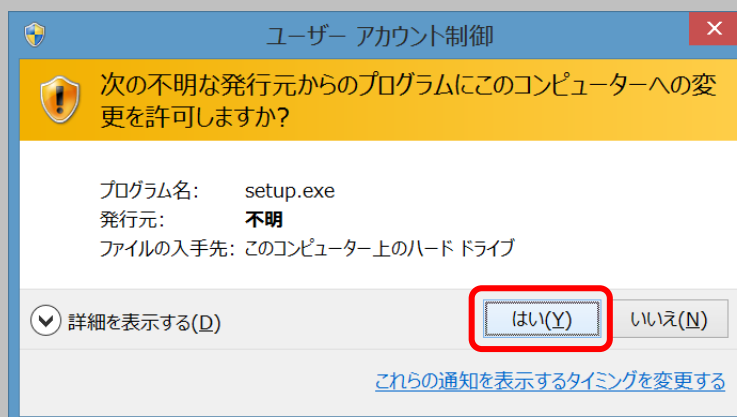 ユーザー アカウント制御
次の不明な発行元からのプログラムにこのコンピューターへの変
更を許可しますか?
プログラム名: setup.exe
発行元: 不明
ファイルの入手先: このコンピューター上のハード ドライブ
詳細を表示する(D) はい(Y) いいえ(N)
これらの通知を表示するタイミングを変更する